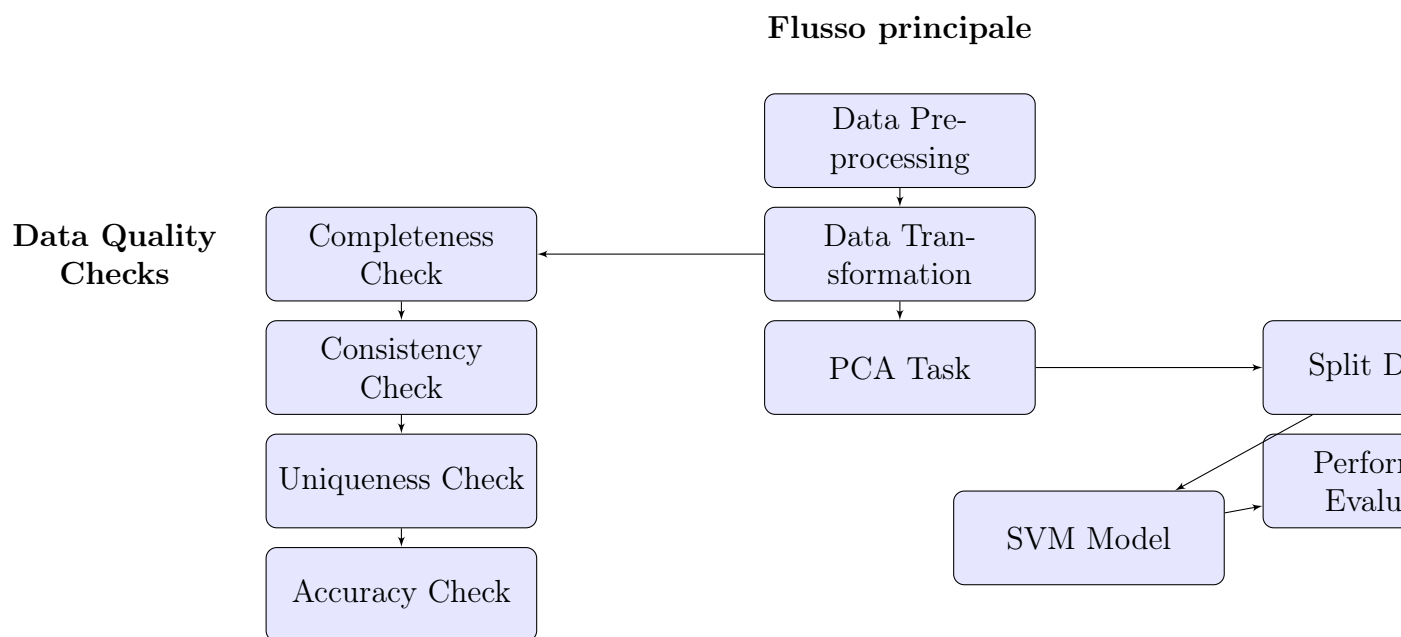 Flusso principale
Data Pre-
processing
Data Quality
Checks
Completeness
Check
Data Tran-
sformation
Consistency
Check
PCA Task
Split
Uniqueness Check
SVM Model
Accuracy Check